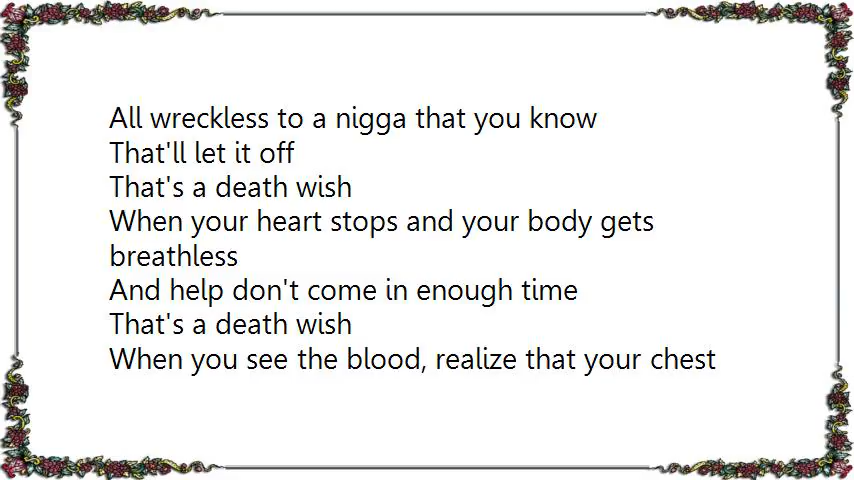 All wreckless to a nigga that you know
That'll let it off
That's a death wish
When your heart stops and your body gets
breathless
And help don't come in enough time
That's a death wish
When you see the blood, realize that your chest